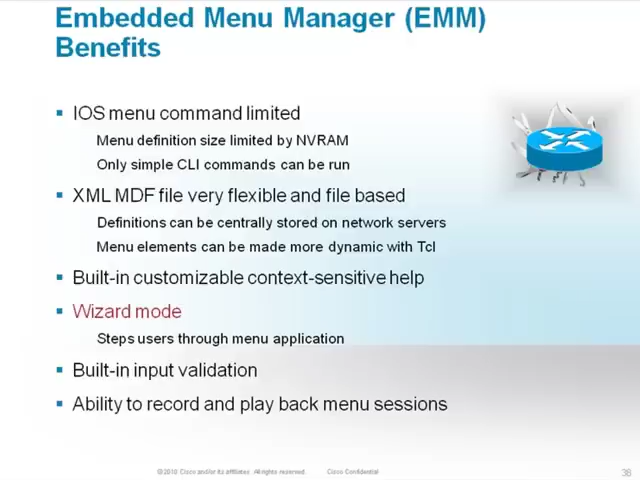 Embedded Menu Manager (EMM)
Benefits
IOS menu command limited
Menu definition size limited by NVRAM
Only simple CLI commands can be run
XML MDF file very flexible and file based
Definitions can be centrally stored on network servers
Menu elements can be made more dynamic with Tcl
Built-in customizable context-sensitive help
Wizard mode
Steps users through menu application
Built-in input validation
Ability to record and play back menu sessions
© 2010 Cisco and/or its affiliates. All rights reserved. Cisco Confidential 38